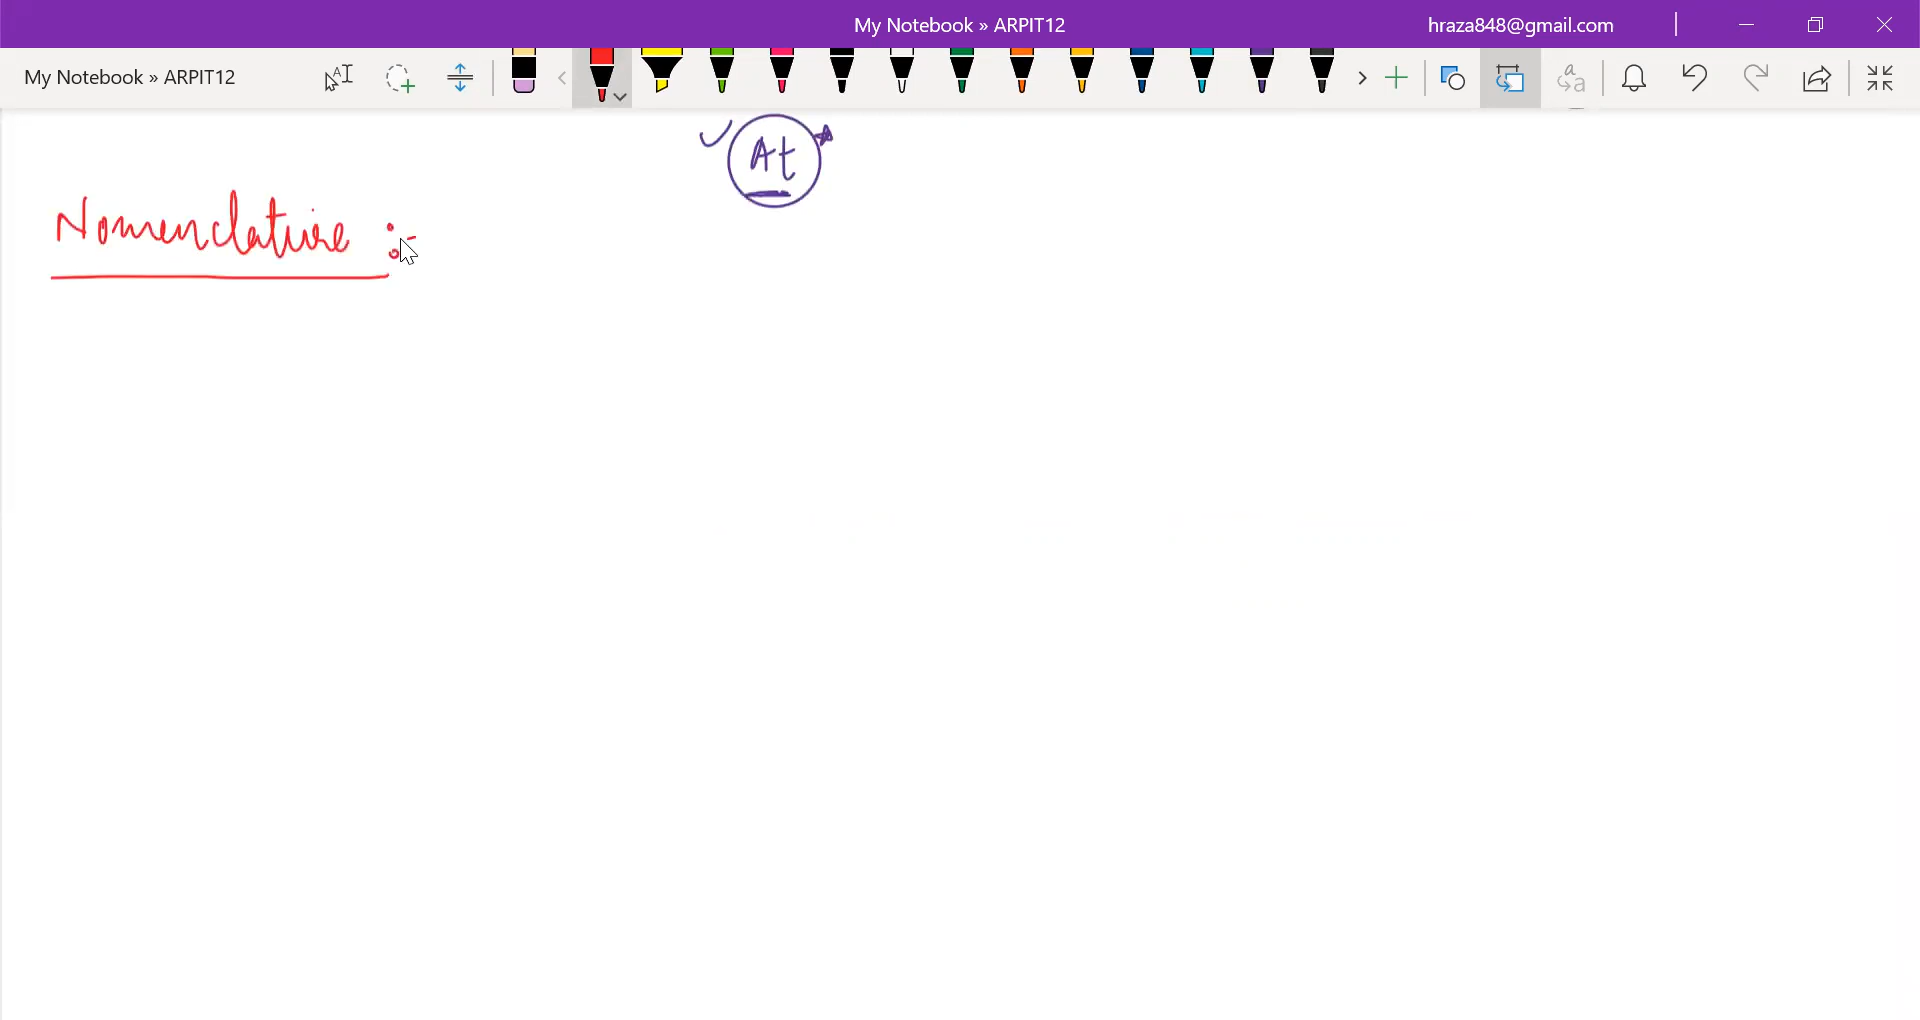 My Notebook » ARPIT12
hraza848@gmail.com
My Notebook » ARPIT12
At
Nomenclature :-